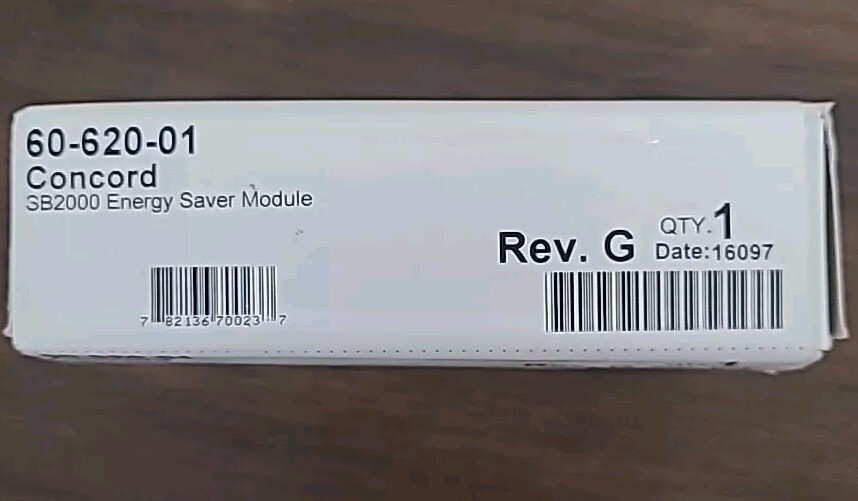 60-620-01
Concord
SB2000 Energy Saver Module
Rev. G
QTY.1
Date:16097
7 82136 70023 7